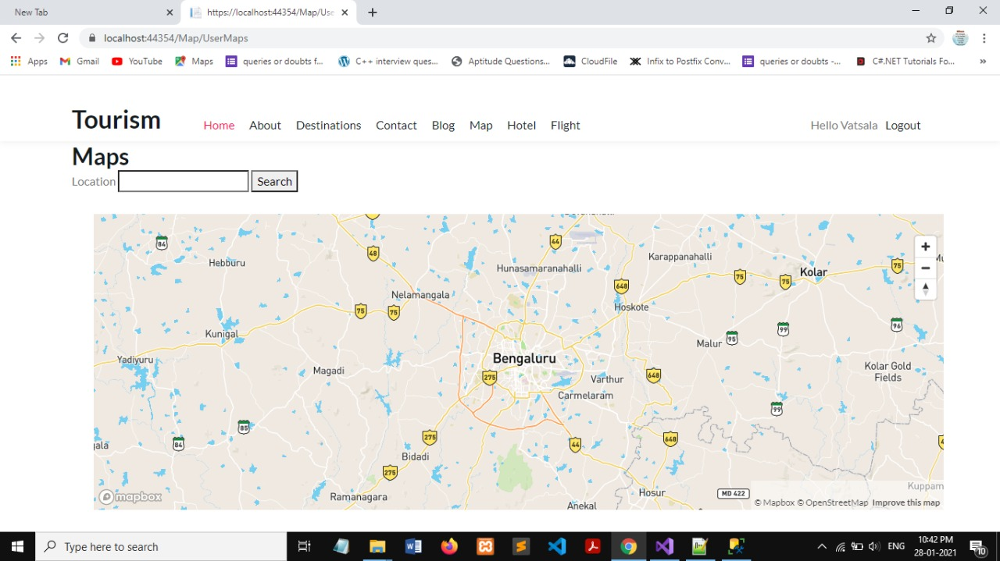 New Tab
https://localhost:44354/Map/Use
localhost:44354/Map/UserMaps
Apps Gmail YouTube Maps queries or doubts f... C++ interview ques... Aptitude Questions... CloudFile Infix to Postfix Conv... queries or doubts -... C#.NET Tutorials Fo... »
Tourism Home About Destinations Contact Blog Map Hotel Flight Hello Vatsala Logout
Maps
Location Search
84
Hebburu
48
44
Hunasamaranahalli
Karappanahalli
Kolar
75
75
75
Nelamangala
648
Hoskote
75
75
Kunigal
99
96
95
Malur
Yadiyuru
Magadi
Bengaluru
275
Varthur
648
Kolar Gold
Fields
Carmelaram
99
85
84
275
44
648
Bidadi
275
Ramanagara
Hosur
MD 422
Kuppam
Anekal
mapbox
© Mapbox © OpenStreetMap Improve this map
Type here to search
ENG
10:42 PM
28-01-2021
10